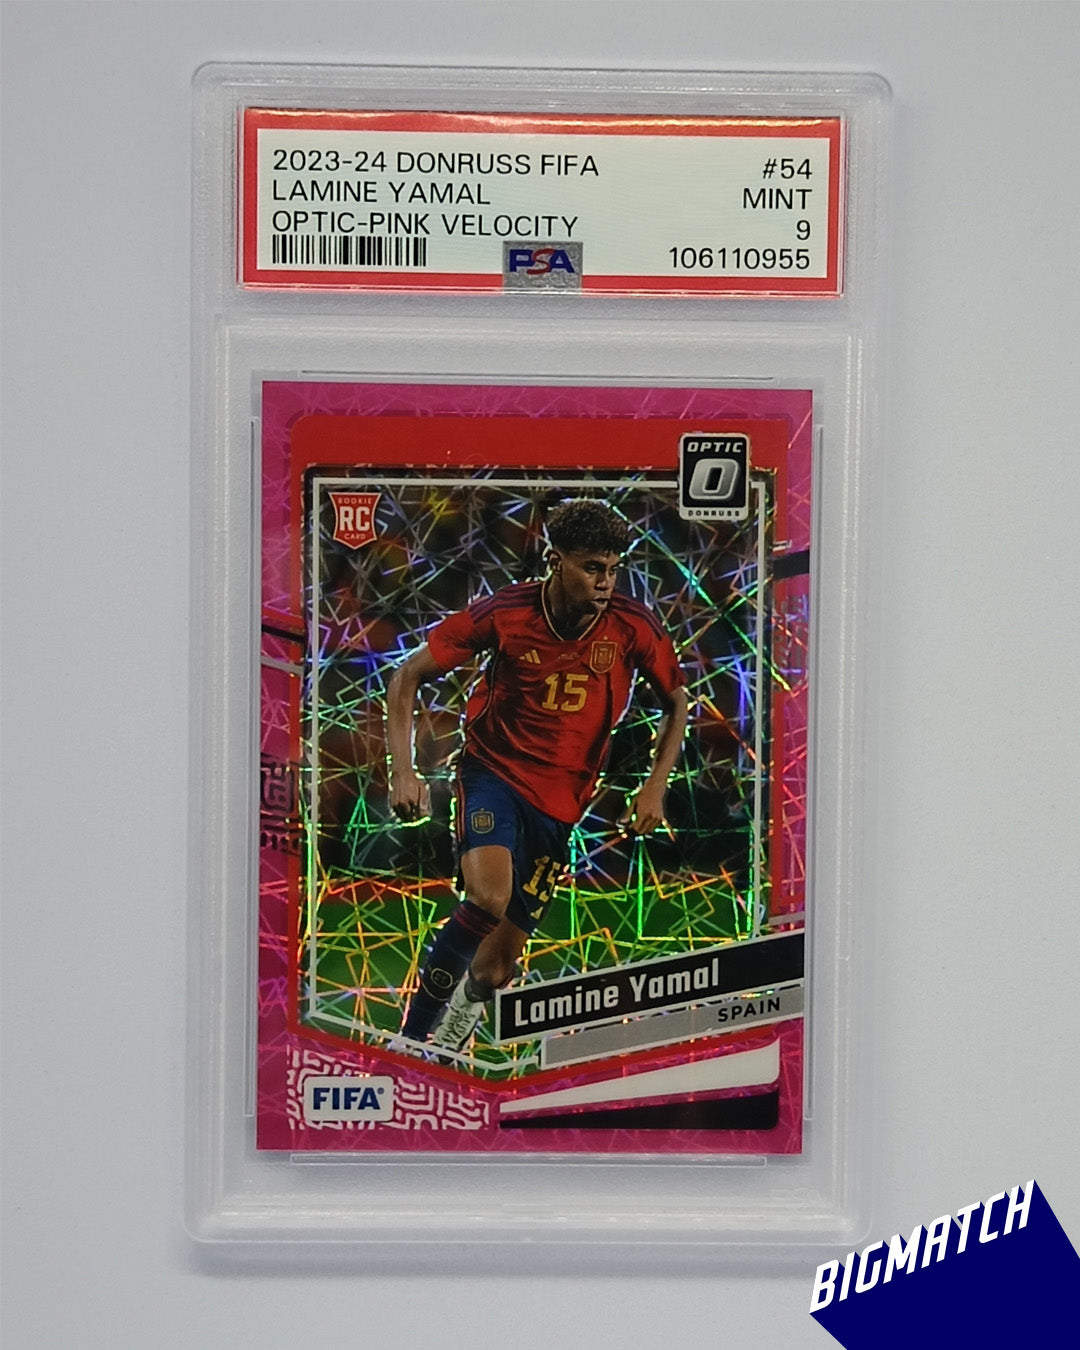 2023-24 DONRUSS FIFA #54
LAMINE YAMAL MINT
OPTIC-PINK VELOCITY 9
PSA 106110955
OPTIC
O
DONRUSS
ROOKIE
RC
CARD
15
15
Lamine Yamal
SPAIN
FIFA®
BIGMATCH